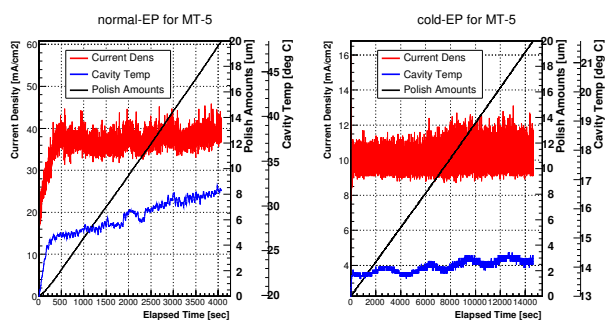 normal-EP for MT-5
Current Density [mA/cm2]
60
50
40
30
20
10
0
Current Dens
Cavity Temp
Polish Amounts
0 500 1000 1500 2000 2500 3000 3500 4000
Elapsed Time [sec]
Polish Amounts [um]
20
18
16
14
12
10
8
6
4
2
0
Cavity Temp [deg C]
45
40
35
30
25
20
cold-EP for MT-5
Current Density [mA/cm2]
16
14
12
10
8
6
4
Current Dens
Cavity Temp
Polish Amounts
0 2000 4000 6000 8000 10000 12000 14000
Elapsed Time [sec]
Polish Amounts [um]
20
18
16
14
12
10
8
6
4
2
0
Cavity Temp [deg C]
21
20
19
18
17
16
15
14
13